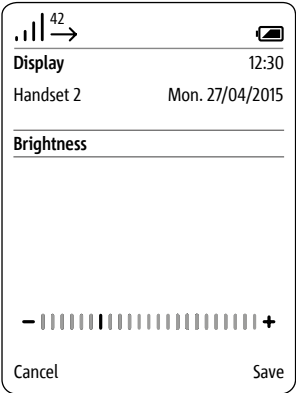 42
Display 12:30
Handset 2 Mon. 27/04/2015
Brightness
− +
Cancel Save